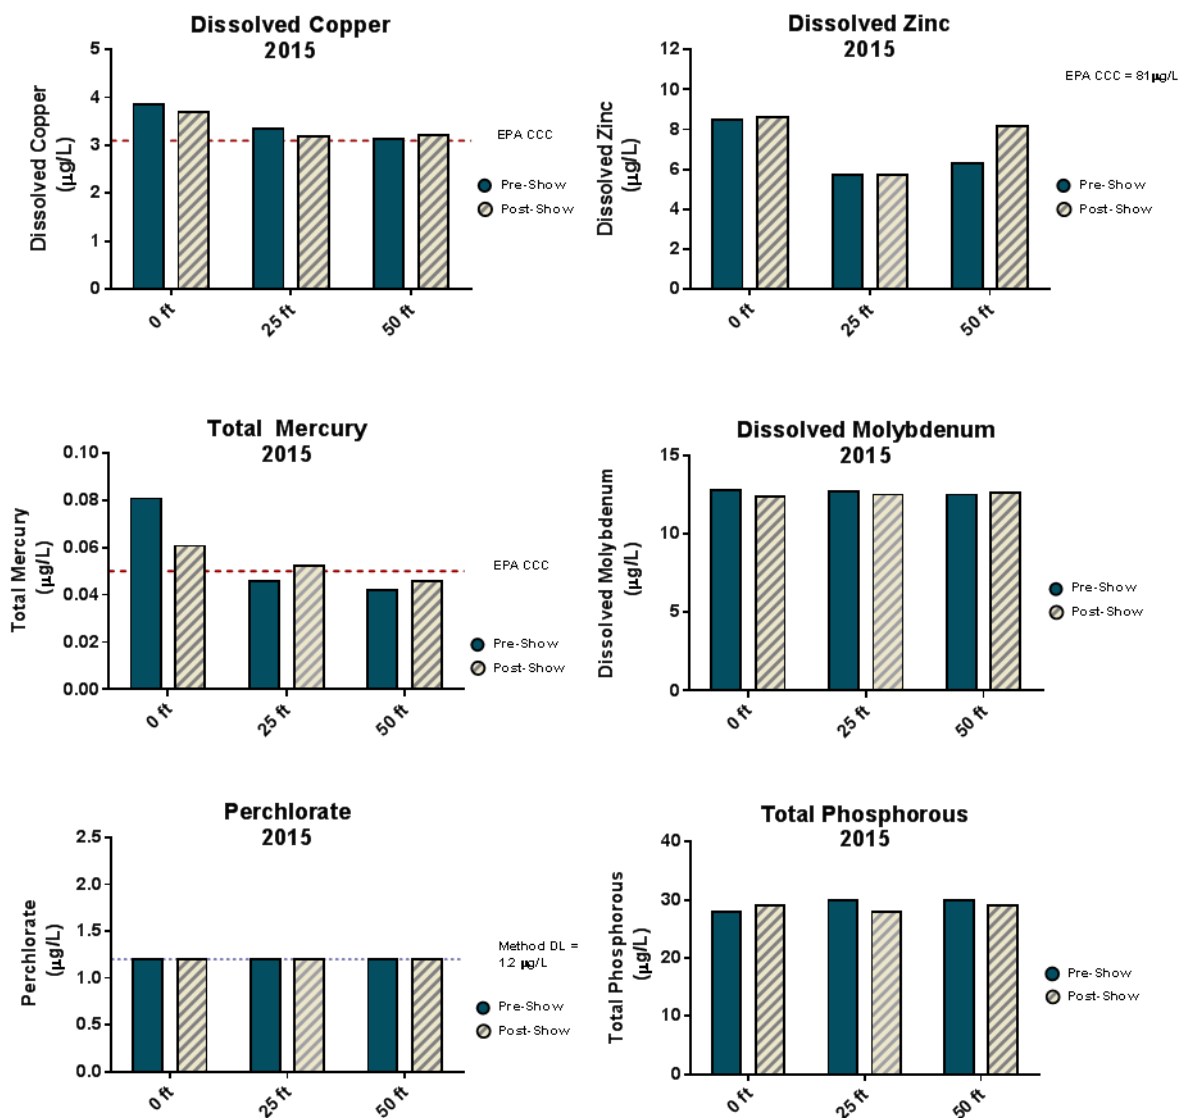 Dissolved Copper
2015
Dissolved Copper
(µg/L)
5
4
3
2
1
0
0 ft
25 ft
50 ft
EPA CCC
Pre-Show
Post-Show
Dissolved Zinc
2015
Dissolved Zinc
(µg/L)
12
10
8
6
4
2
0
0 ft
25 ft
50 ft
EPA CCC = 81µg/L
Pre-Show
Post-Show
Total Mercury
2015
Total Mercury
(µg/L)
0.10
0.08
0.06
0.04
0.02
0.00
0 ft
25 ft
50 ft
EPA CCC
Pre-Show
Post-Show
Dissolved Molybdenum
2015
Dissolved Molybdenum
(µg/L)
15
10
5
0
0 ft
25 ft
50 ft
Pre-Show
Post-Show
Perchlorate
2015
Perchlorate
(µg/L)
2.5
2.0
1.5
1.0
0.5
0.0
0 ft
25 ft
50 ft
Method DL =
1.2 µg/L
Pre-Show
Post-Show
Total Phosphorous
2015
Total Phosphorous
(µg/L)
40
30
20
10
0
0 ft
25 ft
50 ft
Pre-Show
Post-Show